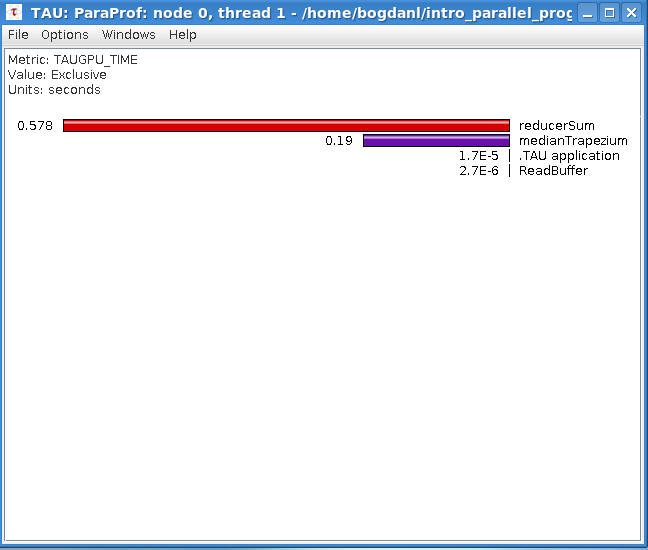 TAU: ParaProf: node 0, thread 1 - /home/bogdanl/intro_parallel_prog
File Options Windows Help
Metric: TAUGPU_TIME
Value: Exclusive
Units: seconds
0.578 reducerSum
0.19 medianTrapezium
1.7E-5 .TAU application
2.7E-6 ReadBuffer